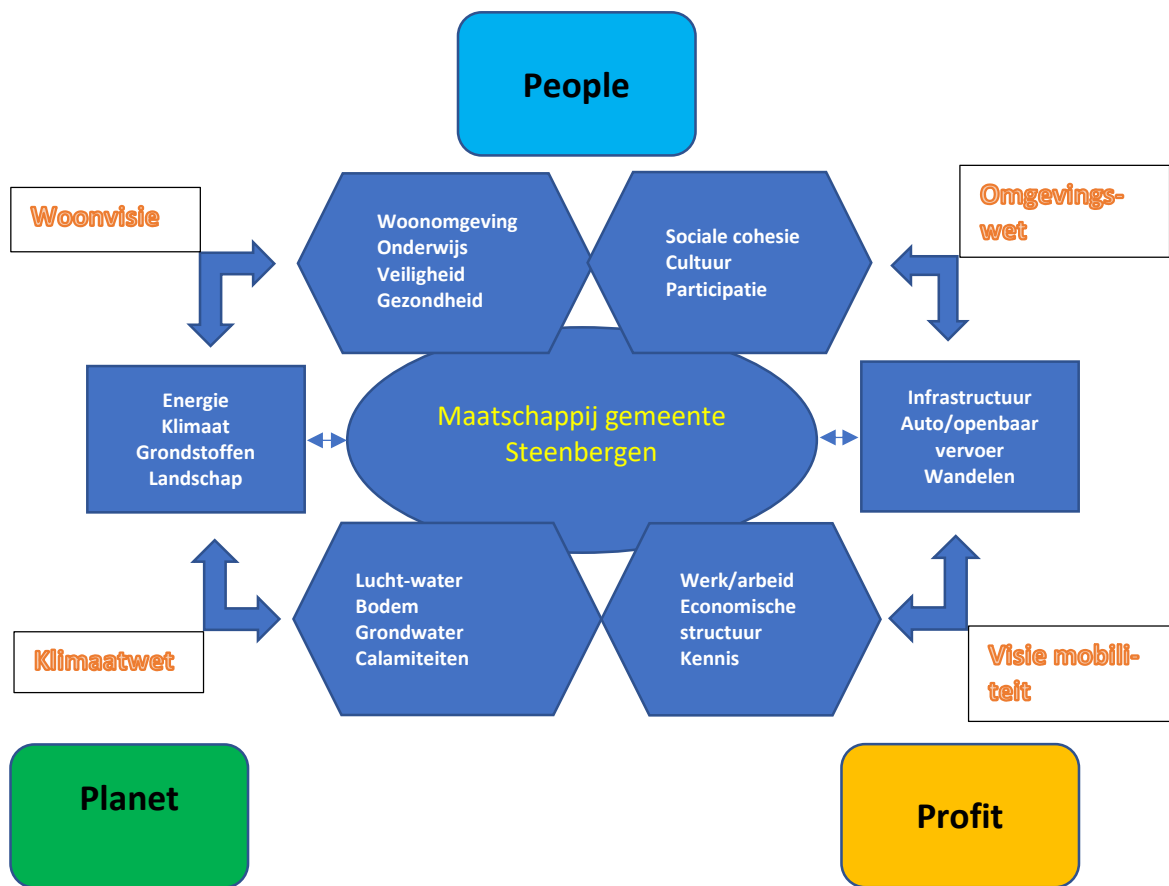 People
Woonvisie
Omgevings-
wet
Woonomgeving
Onderwijs
Veiligheid
Gezondheid
Sociale cohesie
Cultuur
Participatie
Energie
Klimaat
Grondstoffen
Landschap
Maatschappij gemeente
Steenbergen
Infrastructuur
Auto/openbaar
vervoer
Wandelen
Lucht-water
Bodem
Grondwater
Calamiteiten
Werk/arbeid
Economische
structuur
Kennis
Klimaatwet
Visie mobili-
teit
Planet
Profit